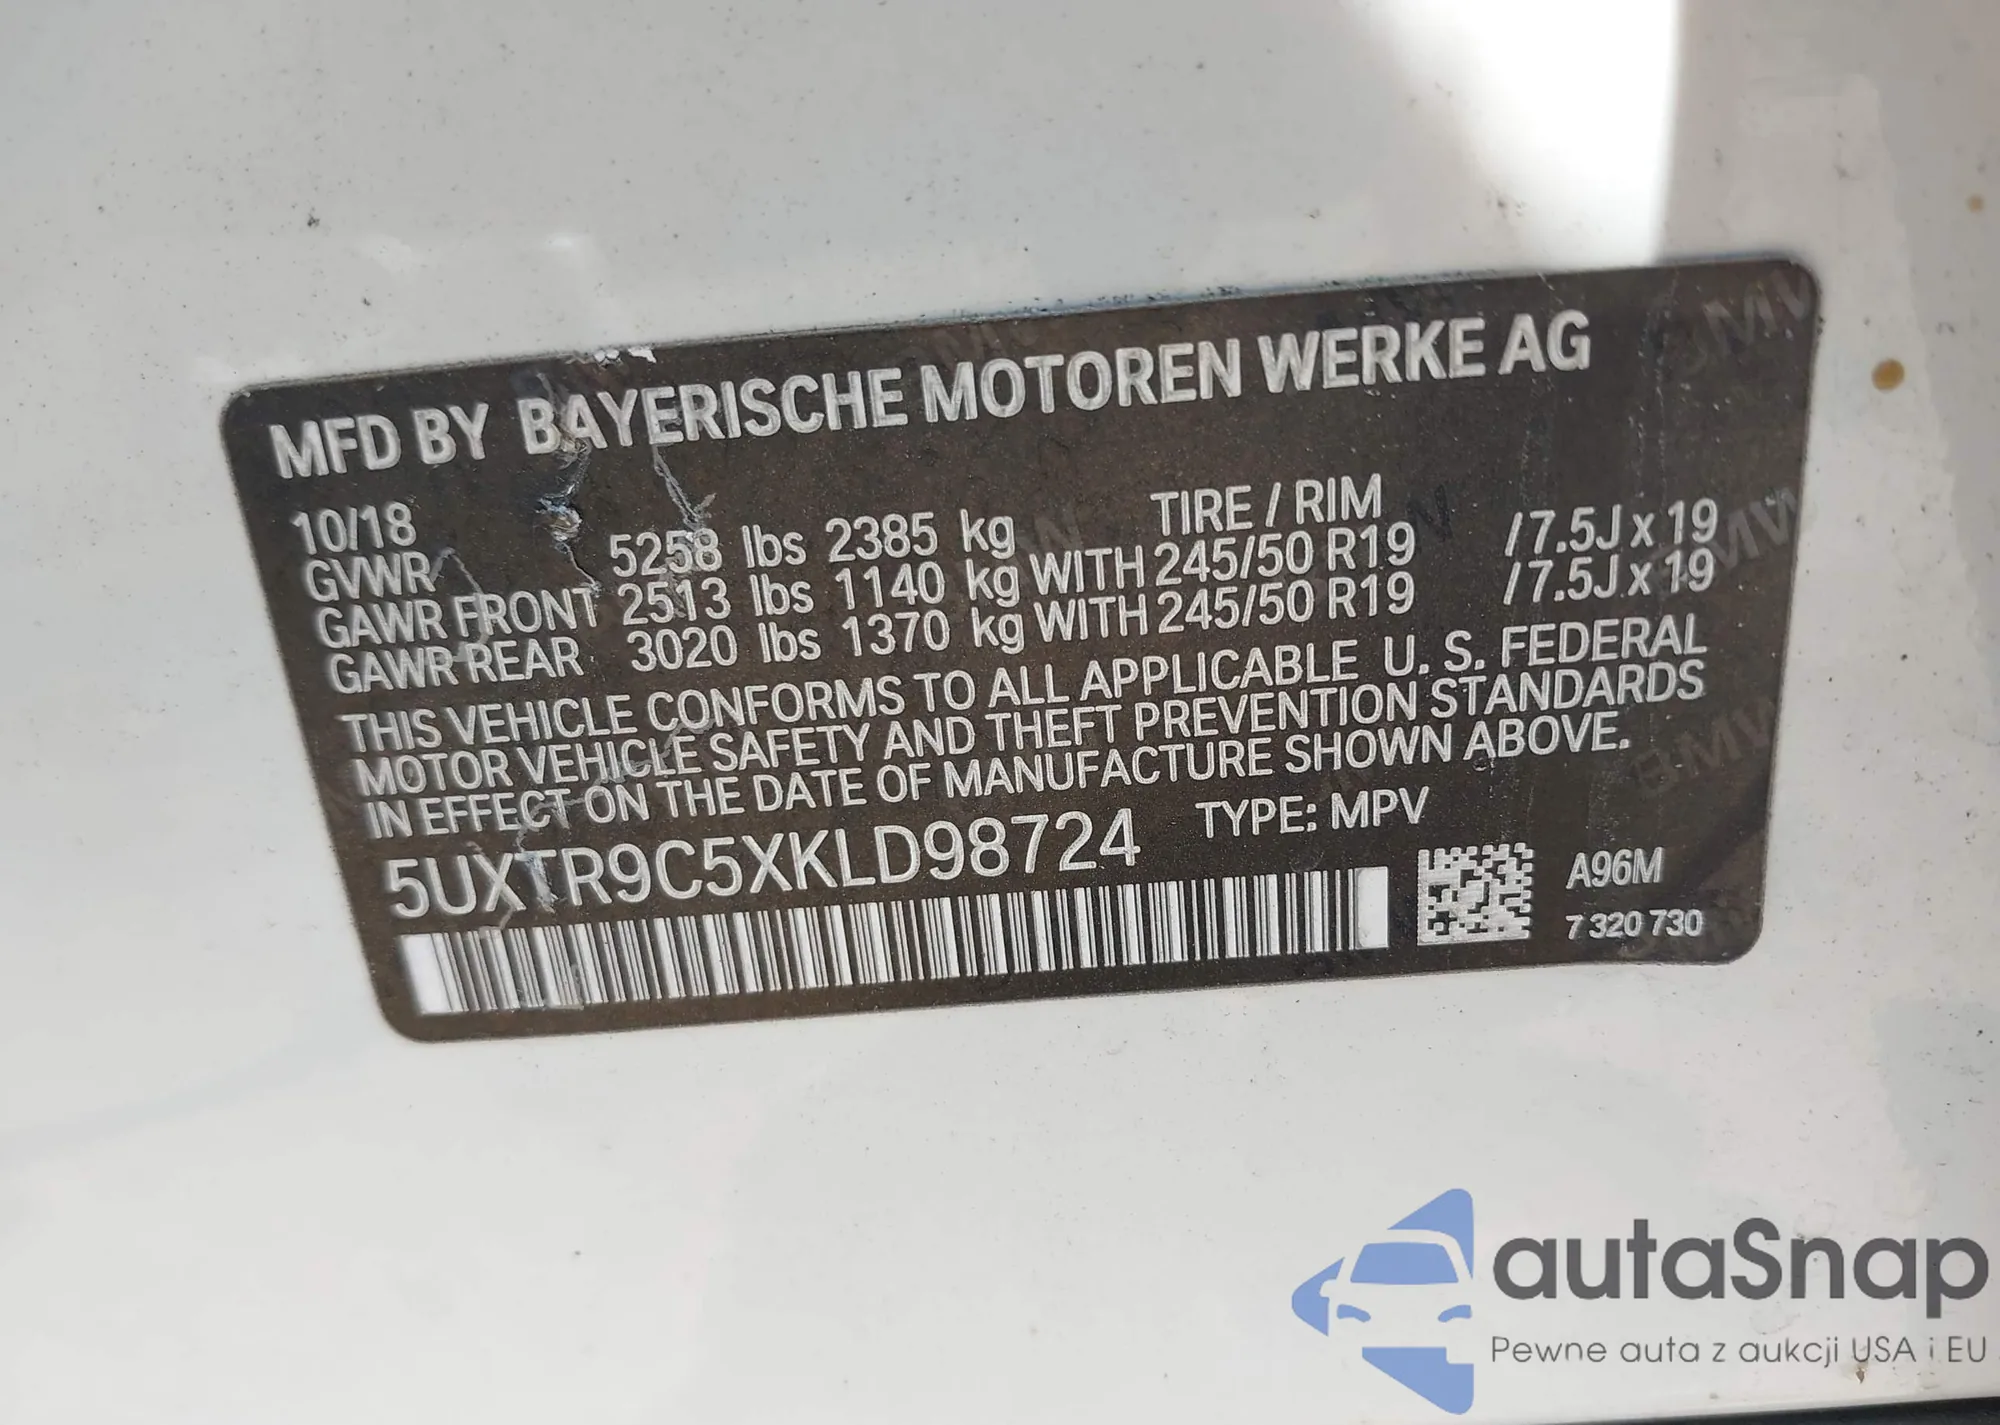 MFD BY BAYERISCHE MOTOREN WERKE AG
10/18 TIRE / RIM
GVWR 5258 lbs 2385 kg
GAWR FRONT 2513 lbs 1140 kg WITH 245/50 R19 /7.5J x 19
GAWR REAR 3020 lbs 1370 kg WITH 245/50 R19 /7.5J x 19
THIS VEHICLE CONFORMS TO ALL APPLICABLE U. S. FEDERAL
MOTOR VEHICLE SAFETY AND THEFT PREVENTION STANDARDS
IN EFFECT ON THE DATE OF MANUFACTURE SHOWN ABOVE.
5UXTR9C5XKLD98724 TYPE: MPV
A96M
7 320 730
autaSnap
Pewne auta z aukcji USA i EU